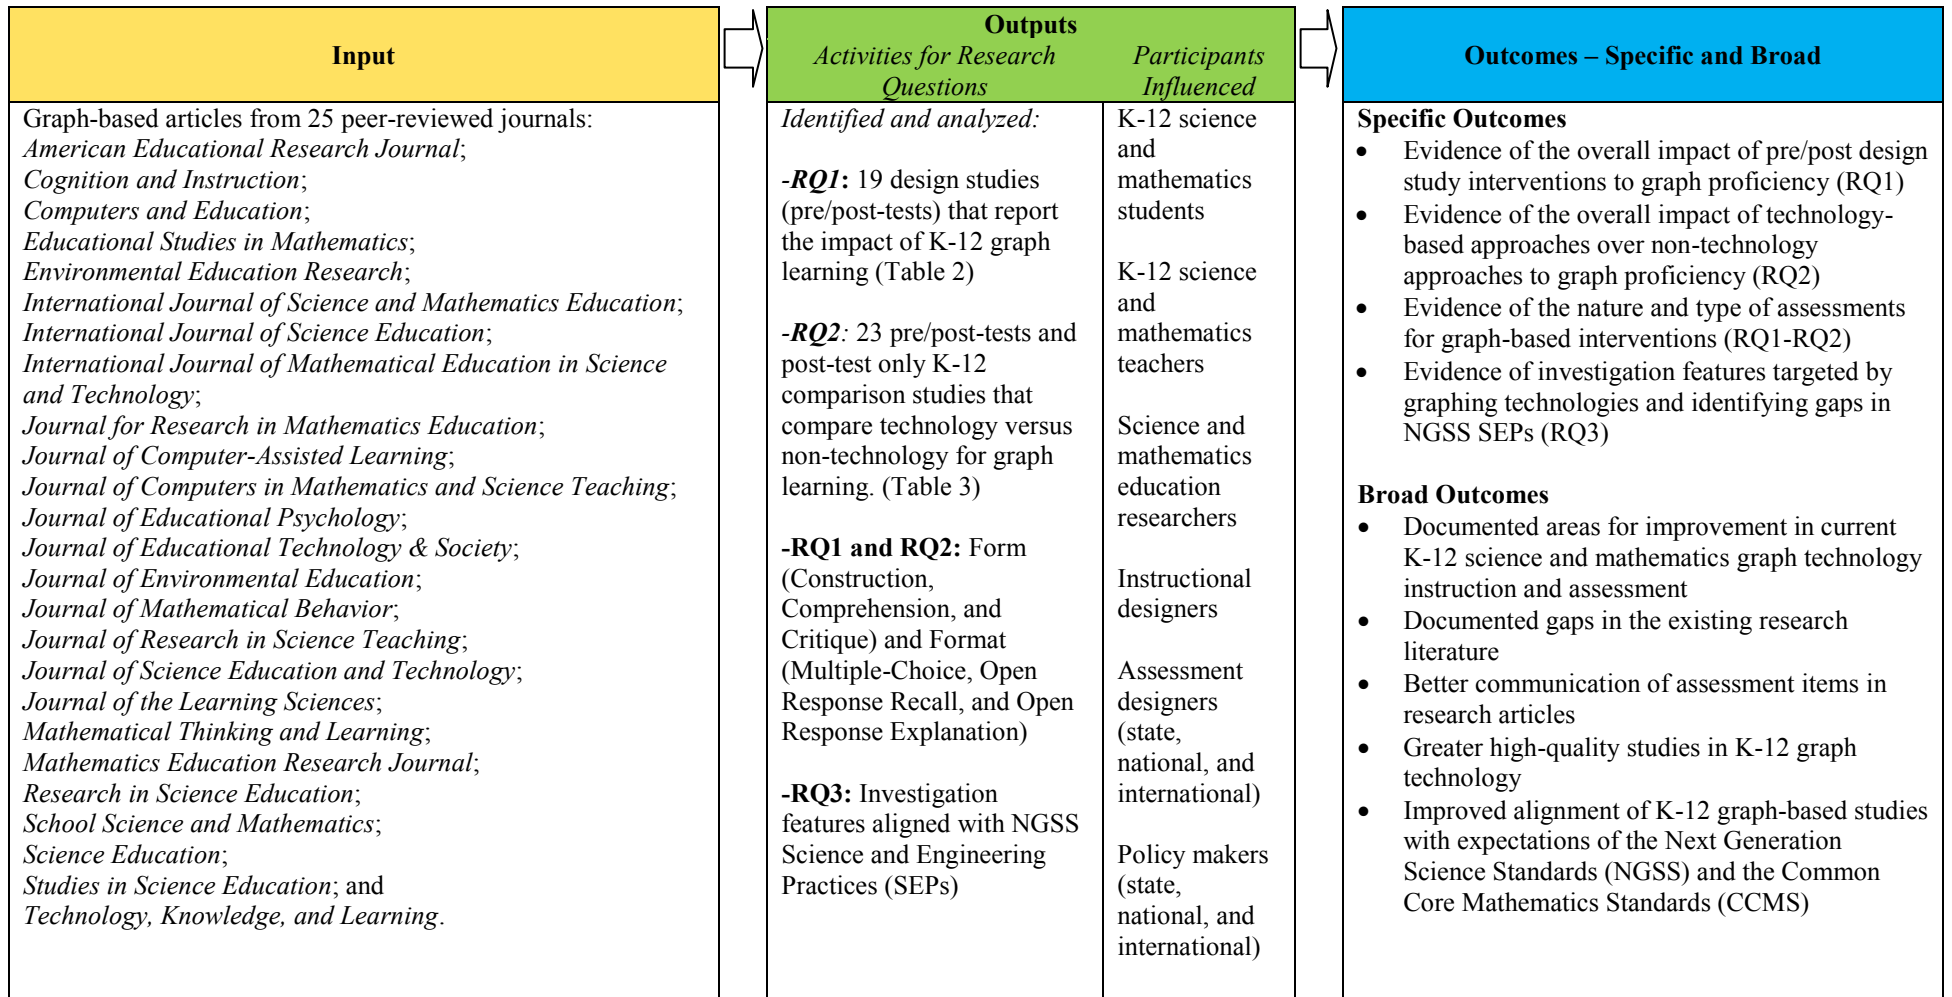 Input
Graph-based articles from 25 peer-reviewed journals:
American Educational Research Journal;
Cognition and Instruction;
Computers and Education;
Educational Studies in Mathematics;
Environmental Education Research;
International Journal of Science and Mathematics Education;
International Journal of Science Education;
International Journal of Mathematical Education in Science
and Technology;
Journal for Research in Mathematics Education;
Journal of Computer-Assisted Learning;
Journal of Computers in Mathematics and Science Teaching;
Journal of Educational Psychology;
Journal of Educational Technology & Society;
Journal of Environmental Education;
Journal of Mathematical Behavior;
Journal of Research in Science Teaching;
Journal of Science Education and Technology;
Journal of the Learning Sciences;
Mathematical Thinking and Learning;
Mathematics Education Research Journal;
Research in Science Education;
School Science and Mathematics;
Science Education;
Studies in Science Education; and
Technology, Knowledge, and Learning.
Outputs
Activities for Research
Questions
Identified and analyzed:
-RQ1: 19 design studies
(pre/post-tests) that report
the impact of K-12 graph
learning (Table 2)
-RQ2: 23 pre/post-tests and
post-test only K-12
comparison studies that
compare technology versus
non-technology for graph
learning. (Table 3)
-RQ1 and RQ2: Form
(Construction,
Comprehension, and
Critique) and Format
(Multiple-Choice, Open
Response Recall, and Open
Response Explanation)
-RQ3: Investigation
features aligned with NGSS
Science and Engineering
Practices (SEPs)
Participants
Influenced
K-12 science
and
mathematics
students
K-12 science
and
mathematics
teachers
Science and
mathematics
education
researchers
Instructional
designers
Assessment
designers
(state,
national, and
international)
Policy makers
(state,
national, and
international)
Outcomes – Specific and Broad
Specific Outcomes
• Evidence of the overall impact of pre/post design
study interventions to graph proficiency (RQ1)
• Evidence of the overall impact of technology-
based approaches over non-technology
approaches to graph proficiency (RQ2)
• Evidence of the nature and type of assessments
for graph-based interventions (RQ1-RQ2)
• Evidence of investigation features targeted by
graphing technologies and identifying gaps in
NGSS SEPs (RQ3)
Broad Outcomes
• Documented areas for improvement in current
K-12 science and mathematics graph technology
instruction and assessment
• Documented gaps in the existing research
literature
• Better communication of assessment items in
research articles
• Greater high-quality studies in K-12 graph
technology
• Improved alignment of K-12 graph-based studies
with expectations of the Next Generation
Science Standards (NGSS) and the Common
Core Mathematics Standards (CCMS)